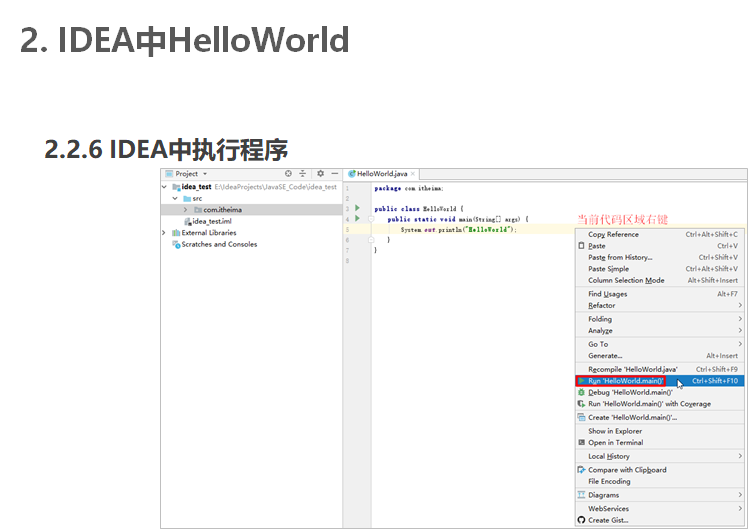 2. IDEA中HelloWorld
2.2.6 IDEA中执行程序
Project
idea_test E:\IdeaProjects\JavaSE_Code\idea_test
src
com.itheima
idea_test.iml
External Libraries
Scratches and Consoles
HelloWorld.java
1 package com.itheima;
2
3 public class HelloWorld {
4 public static void main(String[] args) {
5 System.out.println("HelloWorld");
6 }
7 }
8
当前代码区域右键
Copy Reference Ctrl+Alt+Shift+C
Paste Ctrl+V
Paste from History... Ctrl+Shift+V
Paste Simple Ctrl+Alt+Shift+V
Column Selection Mode Alt+Shift+Insert
Find Usages Alt+F7
Refactor
Folding
Analyze
Go To
Generate... Alt+Insert
Recompile 'HelloWorld.java' Ctrl+Shift+F9
Run 'HelloWorld.main()' Ctrl+Shift+F10
Debug 'HelloWorld.main()'
Run 'HelloWorld.main()' with Coverage
Create 'HelloWorld.main()'...
Show in Explorer
Open in Terminal
Local History
Compare with Clipboard
File Encoding
Diagrams
WebServices
Create Gist...